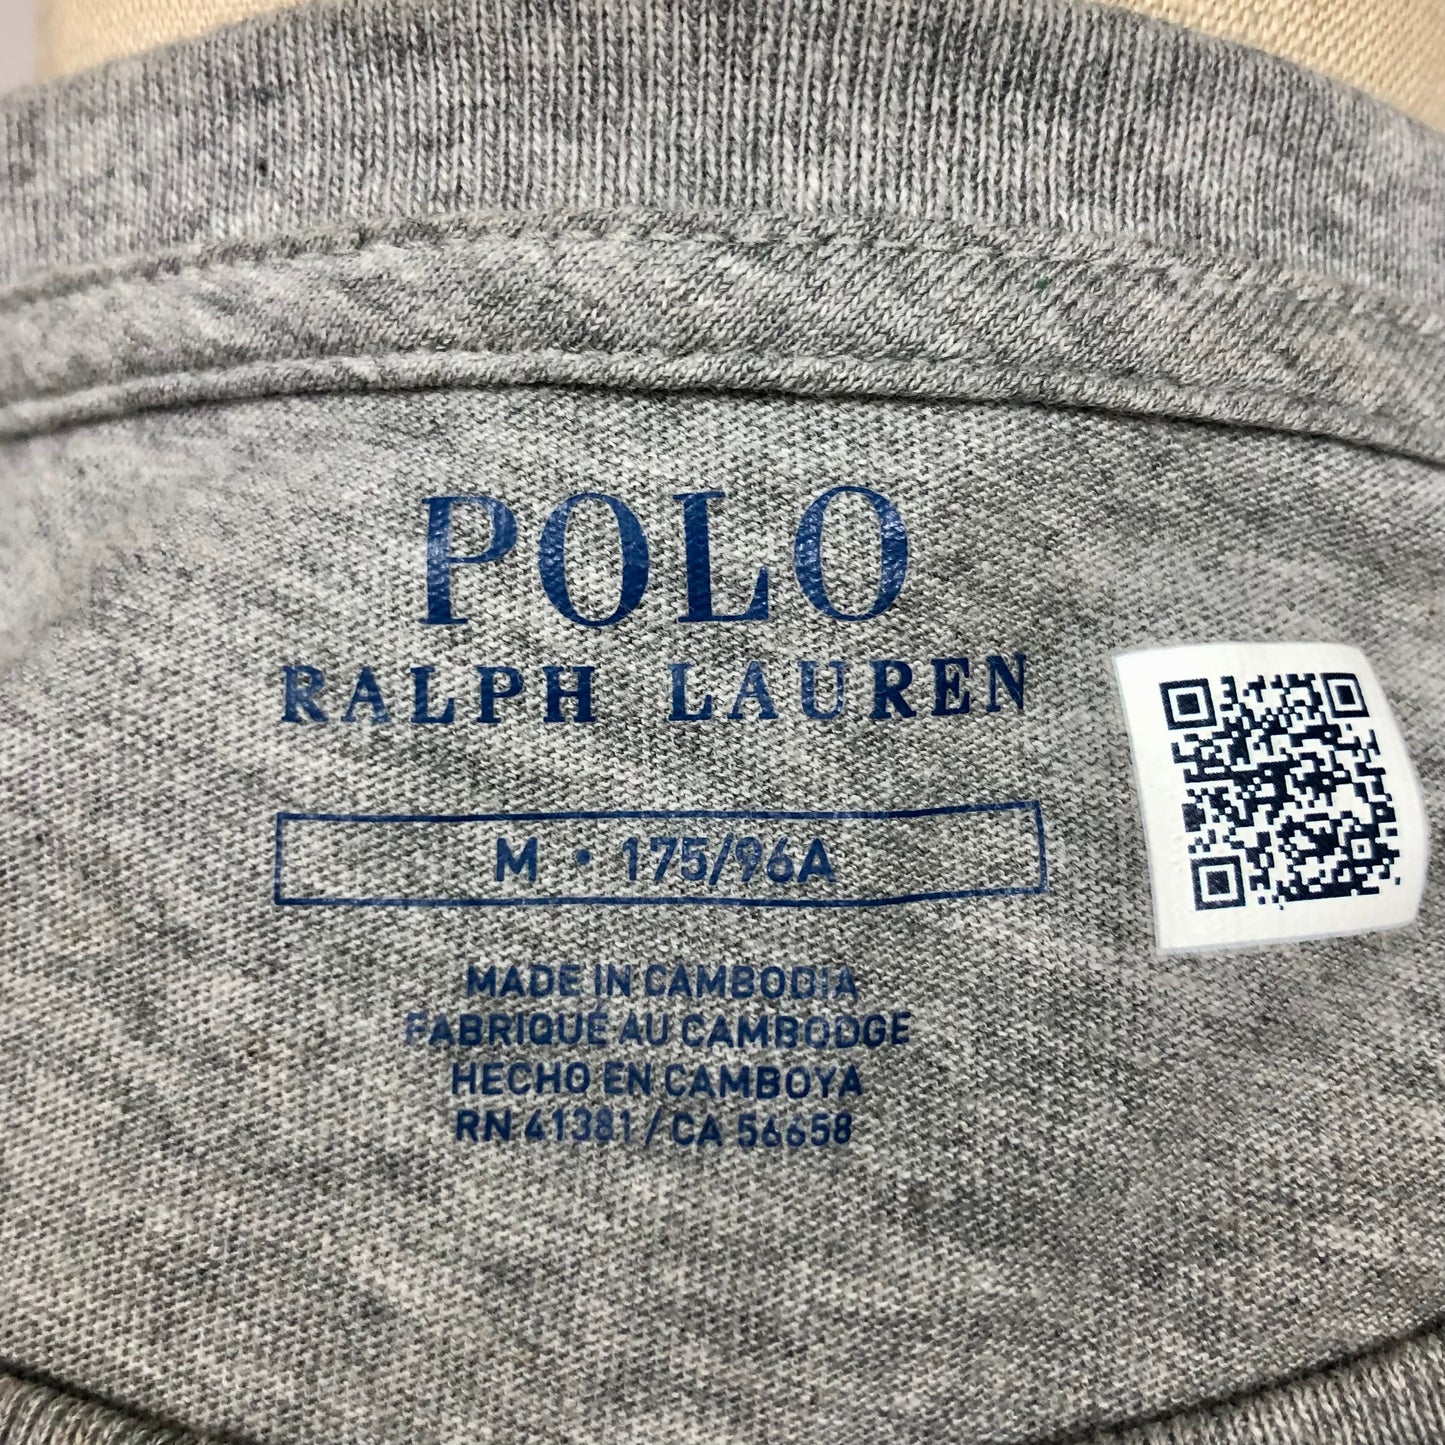 POLO
RALPH LAUREN
M • 175/96A
MADE IN CAMBODIA
FABRIQUÉ AU CAMBODGE
HECHO EN CAMBOYA
RN 41381 / CA 56658